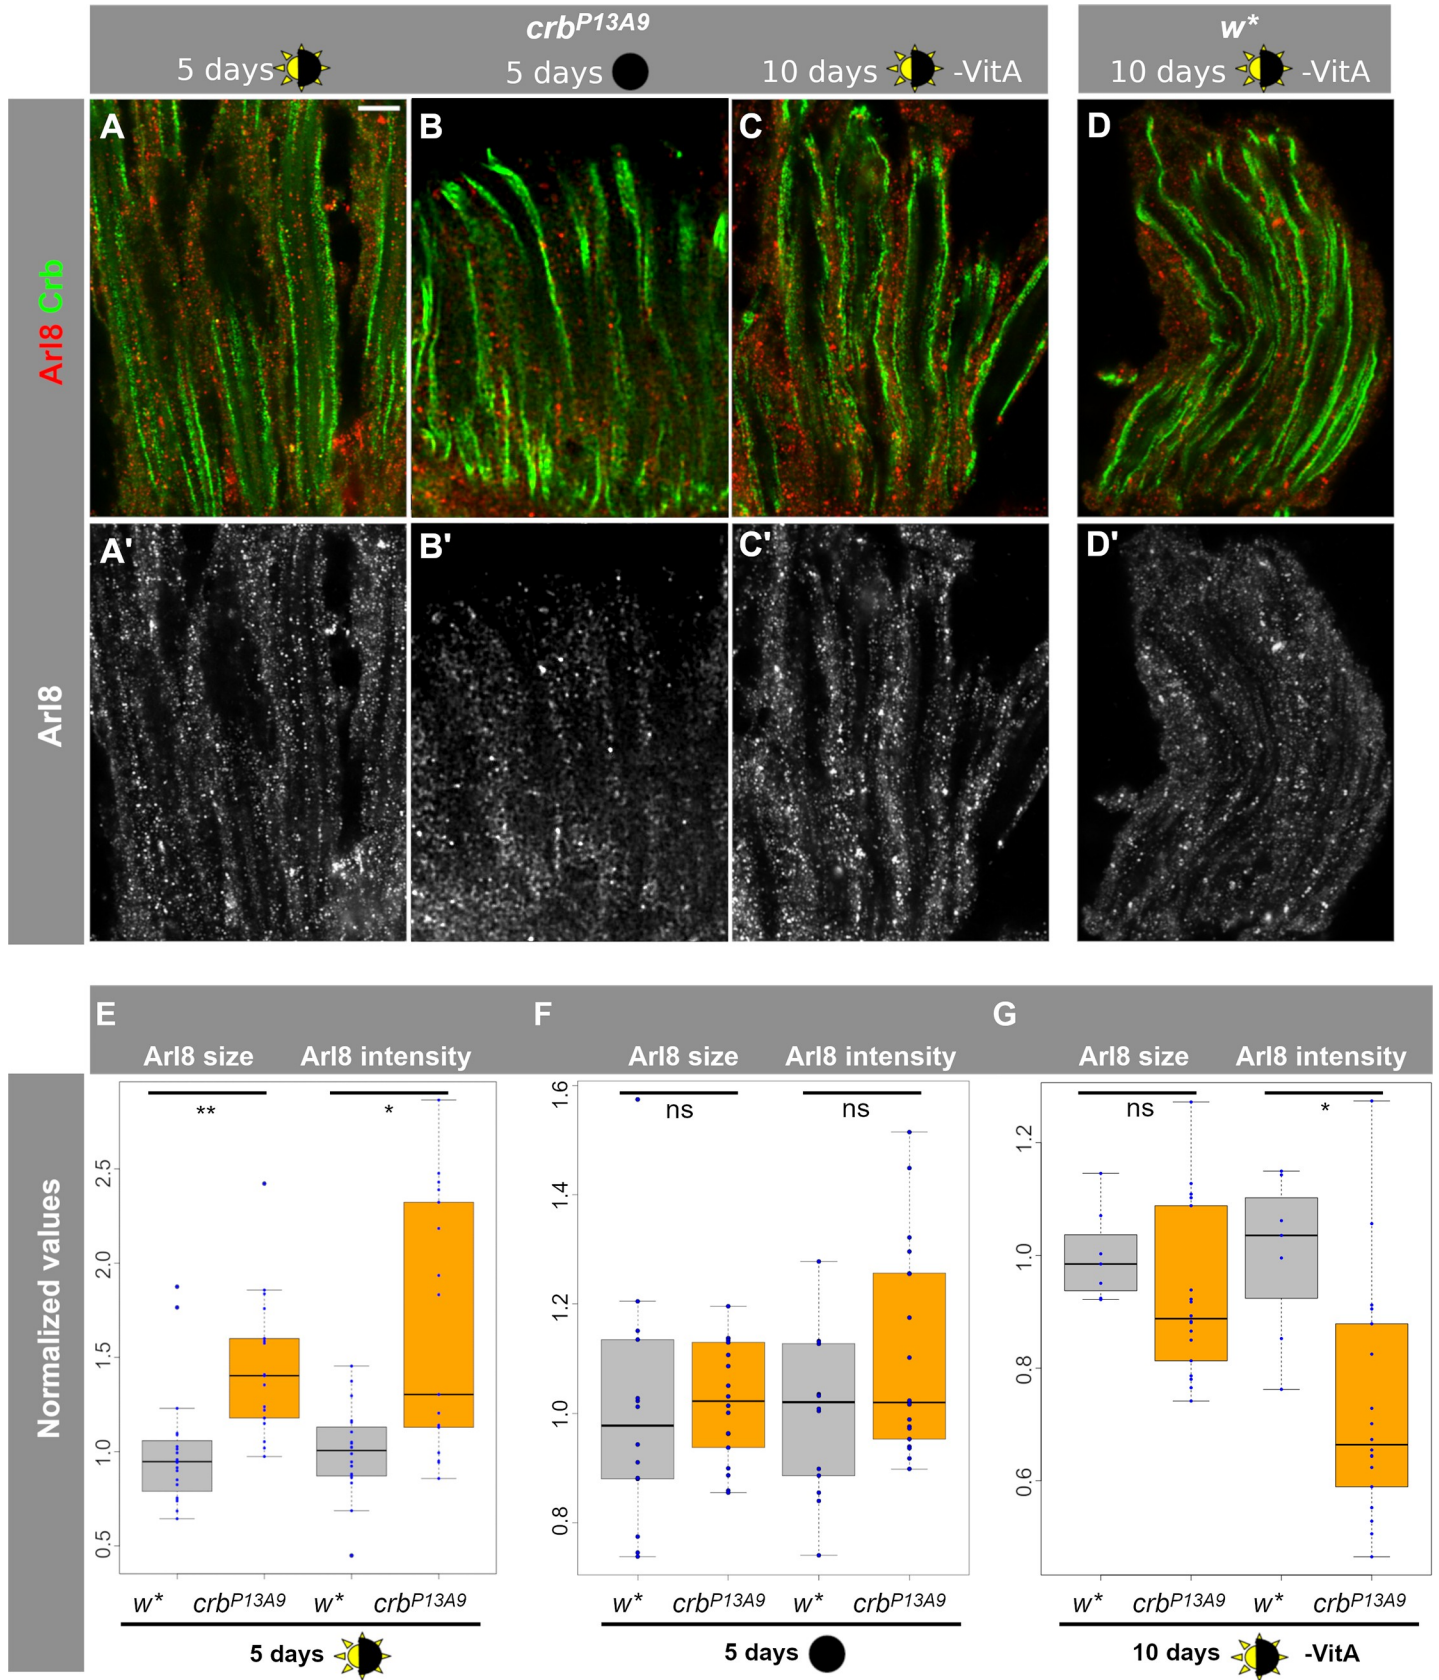 crbP13A9 w*
5 days 5 days 10 days -VitA 10 days -VitA
A B C D
Arl8 Crb
A' B' C' D'
Arl8
E F G
Arl8 size Arl8 intensity Arl8 size Arl8 intensity Arl8 size Arl8 intensity
Normalized values
** *
0.5 1.0 1.5 2.0 2.5
w* crbP13A9 w* crbP13A9
5 days
ns ns
0.8 1.0 1.2 1.4 1.6
w* crbP13A9 w* crbP13A9
5 days
ns *
0.6 0.8 1.0 1.2
w* crbP13A9 w* crbP13A9
10 days -VitA